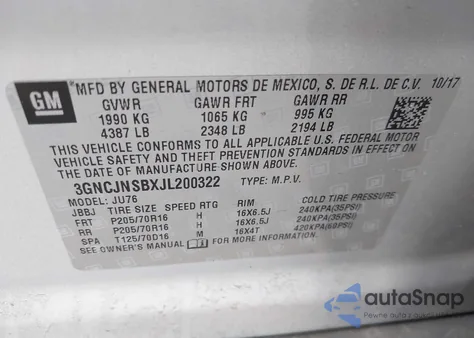 GM
MFD BY GENERAL MOTORS DE MEXICO, S. DE R.L. DE C.V. 10/17
GVWR GAWR FRT GAWR RR
1990 KG 1065 KG 995 KG
4387 LB 2348 LB 2194 LB
THIS VEHICLE CONFORMS TO ALL APPLICABLE U.S. FEDERAL
MOTOR VEHICLE SAFETY, BUMPER, AND THEFT PREVENTION STANDARDS IN EFFECT ON
THE DATE OF MANUFACTURE SHOWN ABOVE.
3GNCJNSBXJL200322 TYPE: M.P.V.
MODEL: JU76
JBBJ TIRE SIZE SPEED RTG RIM COLD TIRE PRESSURE
FRT P205/70R16 H 16X6.5J 240KPA(35PSI)
RR P205/70R16 H 16X6.5J 240KPA(35PSI)
SPA T125/70D16 M 16X4T 420KPA(60PSI)
SEE OWNER'S MANUAL FOR MORE INFORMATION.
autoSnap
Pewne auto z